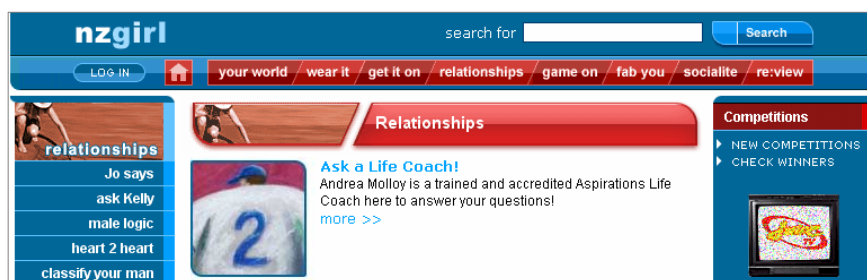 nzgirl
search for
Search
LOG IN
your world / wear it / get it on / relationships / game on / fab you / socialite / re:view
relationships
Jo says
ask Kelly
male logic
heart 2 heart
classify your man
Relationships
2
Ask a Life Coach!
Andrea Molloy is a trained and accredited Aspirations Life
Coach here to answer your questions!
more >>
Competitions
NEW COMPETITIONS
CHECK WINNERS
TV